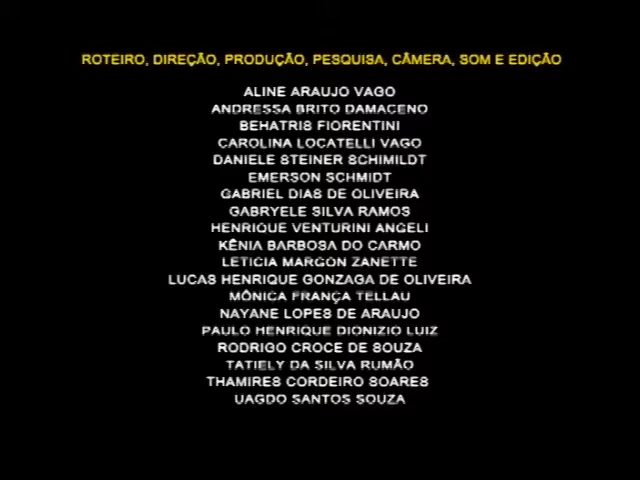 ROTEIRO, DIREÇÃO, PRODUÇÃO, PESQUISA, CÂMERA, SOM E EDIÇÃO
ALINE ARAUJO VAGO
ANDRESSA BRITO DAMACENO
BEHATRIS FIORENTINI
CAROLINA LOCATELLI VAGO
DANIELE STEINER SCHIMILDT
EMERSON SCHMIDT
GABRIEL DIAS DE OLIVEIRA
GABRYELE SILVA RAMOS
HENRIQUE VENTURINI ANGELI
KÊNIA BARBOSA DO CARMO
LETICIA MARGON ZANETTE
LUCAS HENRIQUE GONZAGA DE OLIVEIRA
MÔNICA FRANÇA TELLAU
NAYANE LOPES DE ARAUJO
PAULO HENRIQUE DIONIZIO LUIZ
RODRIGO CROCE DE SOUZA
TATIELY DA SILVA RUMÃO
THAMIRES CORDEIRO SOARES
UAGDO SANTOS SOUZA